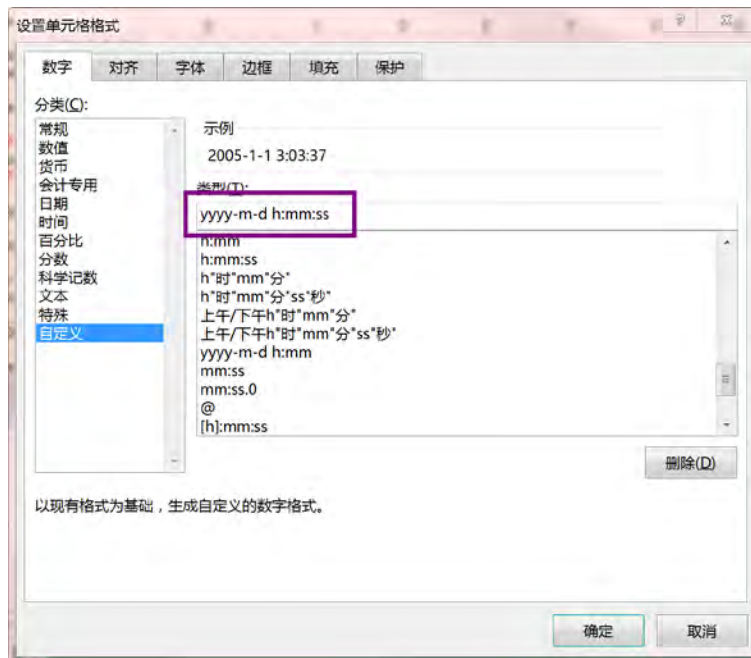 设置单元格格式
数字 对齐 字体 边框 填充 保护
分类(C):
常规
数值
货币
会计专用
日期
时间
百分比
分数
科学记数
文本
特殊
自定义
示例
2005-1-1 3:03:37
类型(T):
yyyy-m-d h:mm:ss
h:mm
h:mm:ss
h"时"mm"分"
h"时"mm"分"ss"秒"
上午/下午h"时"mm"分"
上午/下午h"时"mm"分"ss"秒"
yyyy-m-d h:mm
mm:ss
mm:ss.0
@
[h]:mm:ss
删除(D)
以现有格式为基础，生成自定义的数字格式。
确定 取消